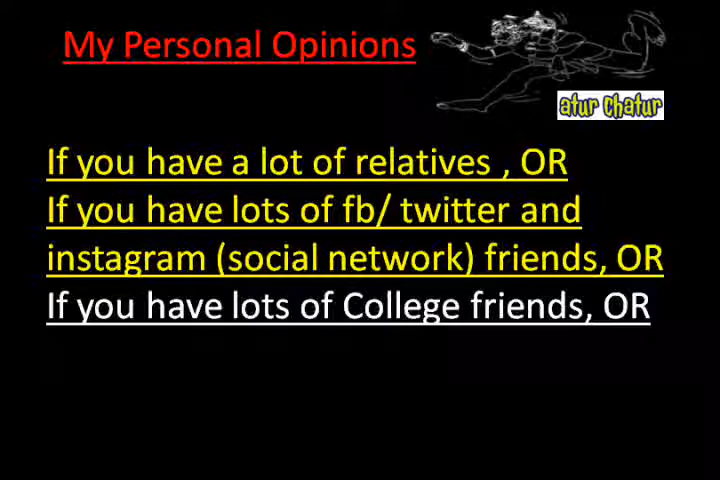 My Personal Opinions
atur chatur
If you have a lot of relatives , OR
If you have lots of fb/ twitter and
instagram (social network) friends, OR
If you have lots of College friends, OR